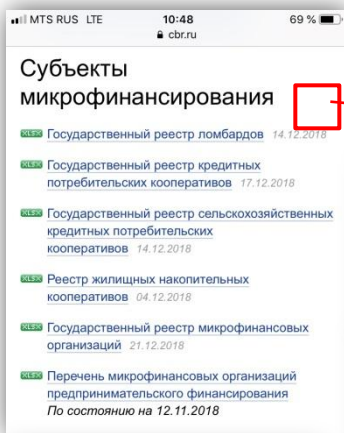 MTS RUS LTE 10:48 69 %
cbr.ru
Субъекты
микрофинансирования
XLSX Государственный реестр ломбардов 14.12.2018
XLSX Государственный реестр кредитных
потребительских кооперативов 17.12.2018
XLSX Государственный реестр сельскохозяйственных
кредитных потребительских
кооперативов 14.12.2018
XLSX Реестр жилищных накопительных
кооперативов 04.12.2018
XLSX Государственный реестр микрофинансовых
организаций 21.12.2018
XLSX Перечень микрофинансовых организаций
предпринимательского финансирования
По состоянию на 12.11.2018